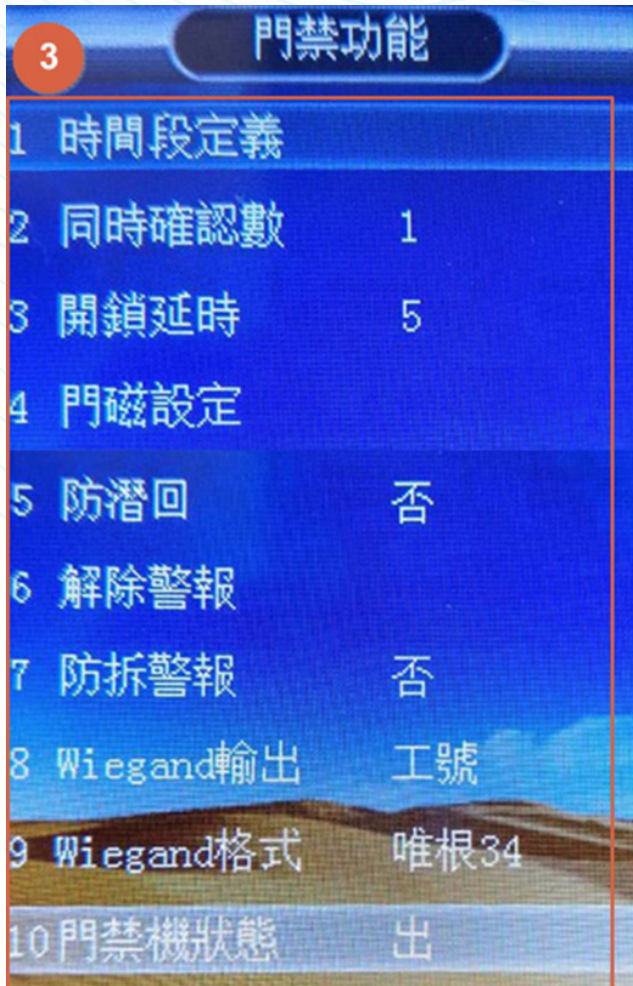 3
門禁功能
1 時間段定義
2 同時確認數 1
3 開鎖延時 5
4 門磁設定
5 防潛回 否
6 解除警報
7 防拆警報 否
8 Wiegand輸出 工號
9 Wiegand格式 唯根34
10門禁機狀態 出